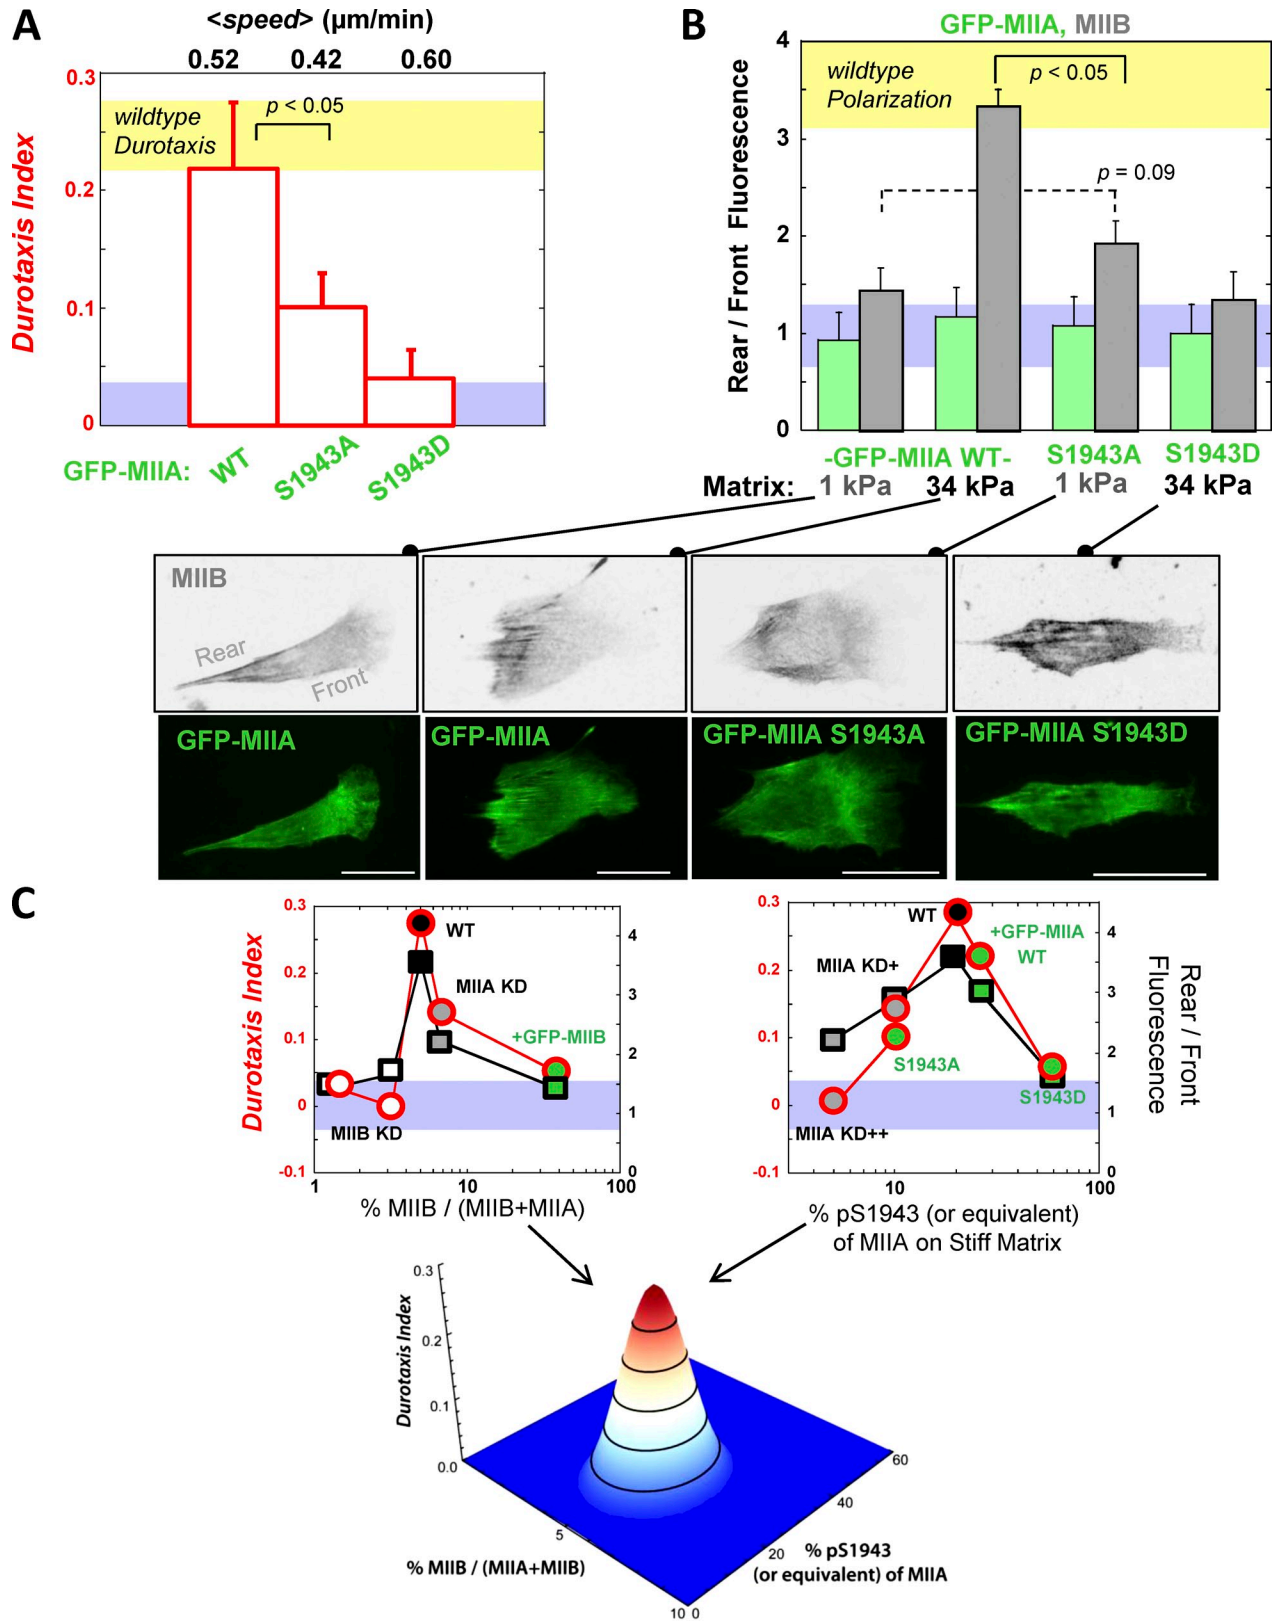 A
<speed> (µm/min)
0.52 0.42 0.60
0.3
0.2
0.1
0
Durotaxis Index
wildtype
Durotaxis
p < 0.05
GFP-MIIA: WT S1943A S1943D
B
GFP-MIIA, MIIB
4
3
2
1
0
Rear / Front Fluorescence
wildtype
Polarization
p < 0.05
p = 0.09
-GFP-MIIA WT- S1943A S1943D
Matrix: 1 kPa 34 kPa 1 kPa 34 kPa
MIIB
Rear
Front
GFP-MIIA
GFP-MIIA
GFP-MIIA S1943A
GFP-MIIA S1943D
C
Durotaxis Index
0.3
0.2
0.1
0
-0.1
WT
MIIA KD
+GFP-MIIB
MIIB KD
4
3
2
1
0
1 10 100
% MIIB / (MIIB+MIIA)
0.3
0.2
0.1
0
-0.1
WT
+GFP-MIIA
WT
MIIA KD+
S1943A
S1943D
MIIA KD++
4
3
2
1
0
Rear / Front
Fluorescence
10 100
% pS1943 (or equivalent)
of MIIA on Stiff Matrix
Durotaxis Index
0.3
0.2
0.1
0.0
5
10
% MIIB / (MIIA+MIIB)
0
20
40
60
% pS1943
(or equivalent) of MIIA